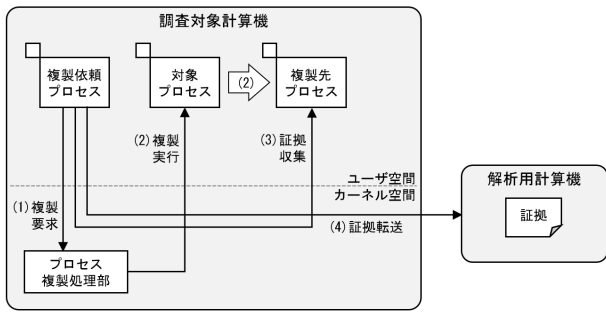 調査対象計算機
複製依頼
プロセス
対象
プロセス
(2)
複製先
プロセス
(2)複製
実行
(3)証拠
収集
ユーザ空間
カーネル空間
(1)複製
要求
(4)証拠転送
プロセス
複製処理部
解析用計算機
証拠